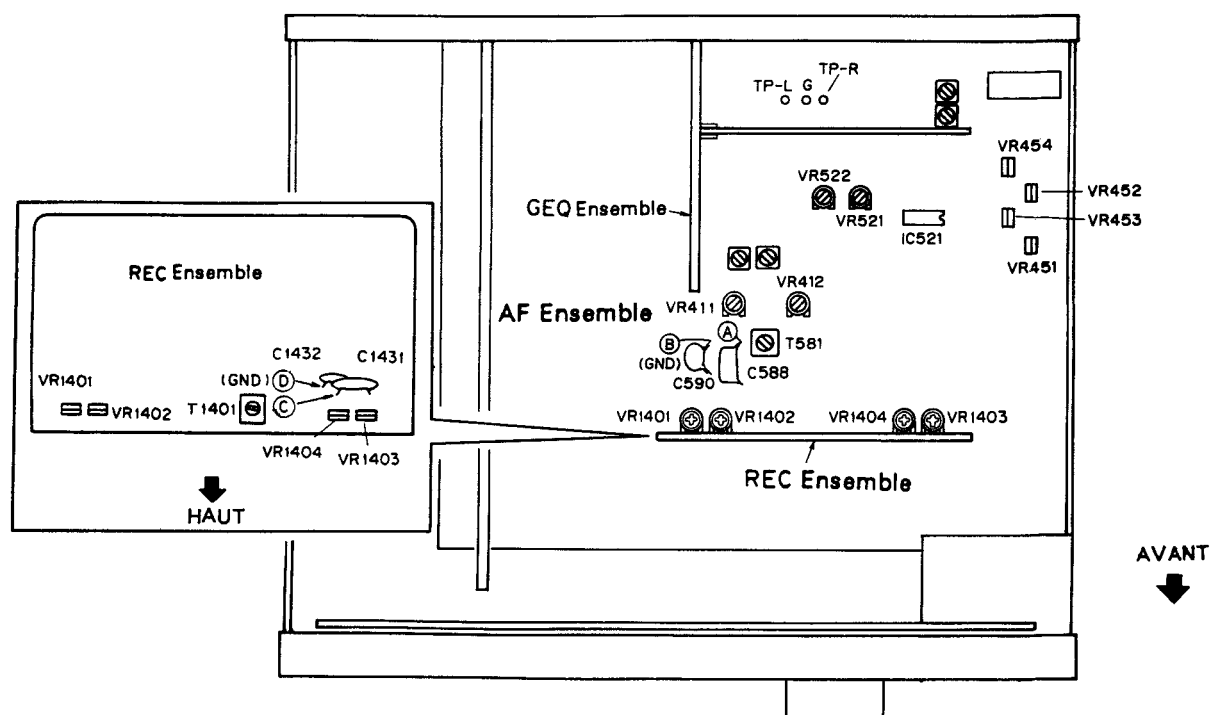 TP-L G TP-R
VR454
VR522
VR452
GEQ Ensemble
VR521
IC521
VR453
VR451
REC Ensemble
VR412
VR411
AF Ensemble
A
B
T581
(GND)
C590
C588
C1432
C1431
VR1401
(GND) D
VR1402
T1401
C
VR1404
VR1403
VR1401
VR1402
VR1404
VR1403
REC Ensemble
HAUT
AVANT